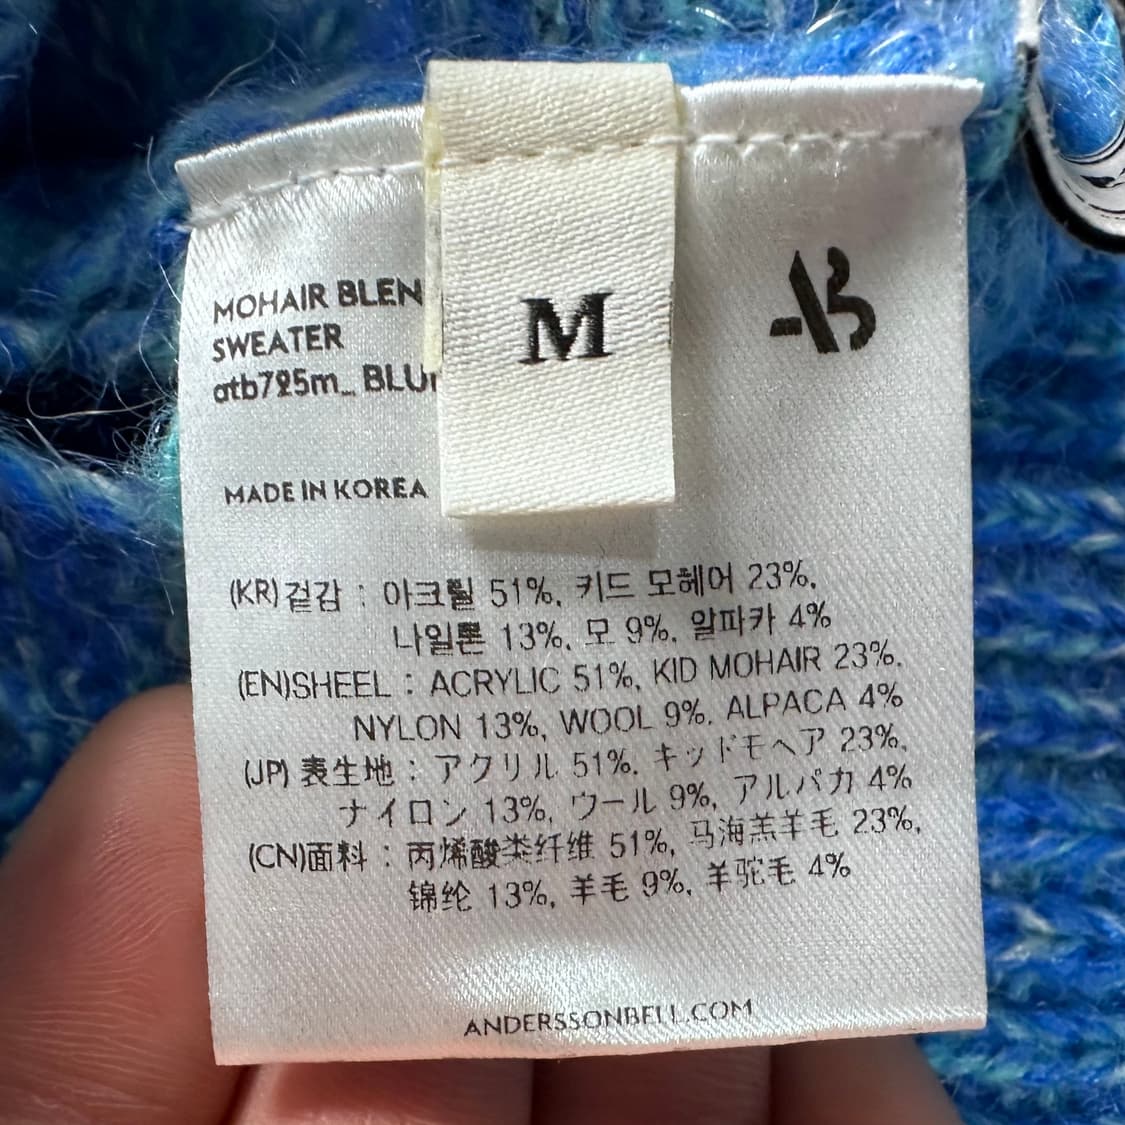 MOHAIR BLEN
SWEATER
atb725m_ BLU
MADE IN KOREA
M
AB
(KR)겉감 : 아크릴 51%, 키드 모헤어 23%,
나일론 13%, 모 9%, 알파카 4%
(EN)SHEEL : ACRYLIC 51%, KID MOHAIR 23%,
NYLON 13%, WOOL 9%, ALPACA 4%
(JP) 表生地 : アクリル 51%, キッドモヘア 23%,
ナイロン 13%, ウール 9%, アルパカ 4%
(CN)面料 : 丙烯酸类纤维 51%, 马海羔羊毛 23%,
锦纶 13%, 羊毛 9%, 羊驼毛 4%
ANDERSSONBELL.COM